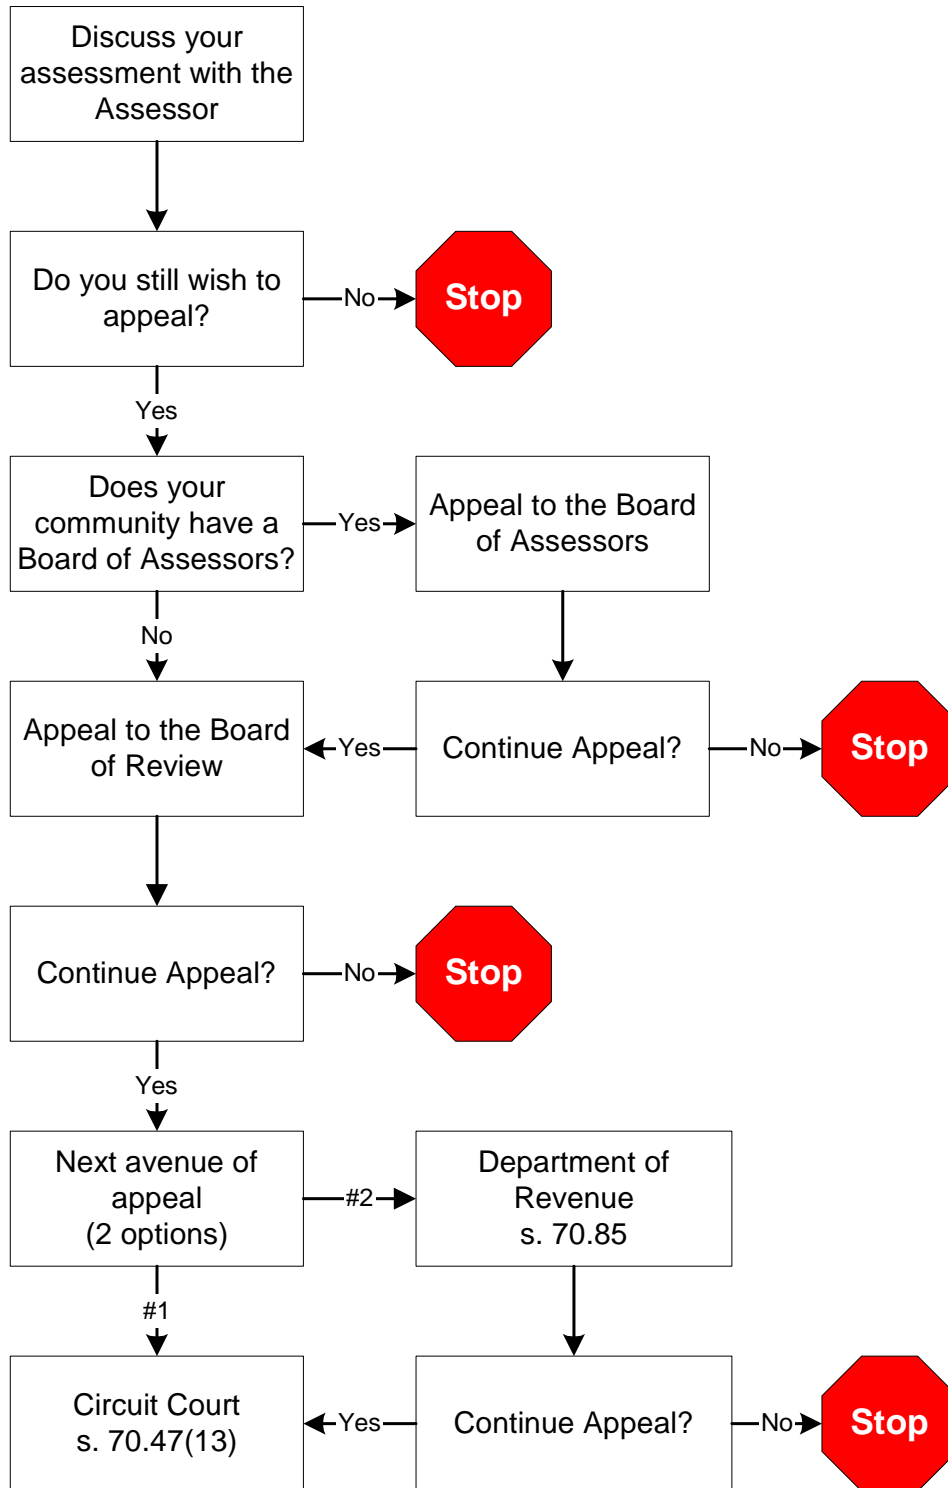 Discuss your
assessment with the
Assessor
Do you still wish to
appeal?
No
Stop
Yes
Does your
community have a
Board of Assessors?
Yes
Appeal to the Board
of Assessors
No
Appeal to the Board
of Review
Yes
Continue Appeal?
No
Stop
Continue Appeal?
No
Stop
Yes
Next avenue of
appeal
(2 options)
#2
Department of
Revenue
s. 70.85
#1
Circuit Court
s. 70.47(13)
Yes
Continue Appeal?
No
Stop